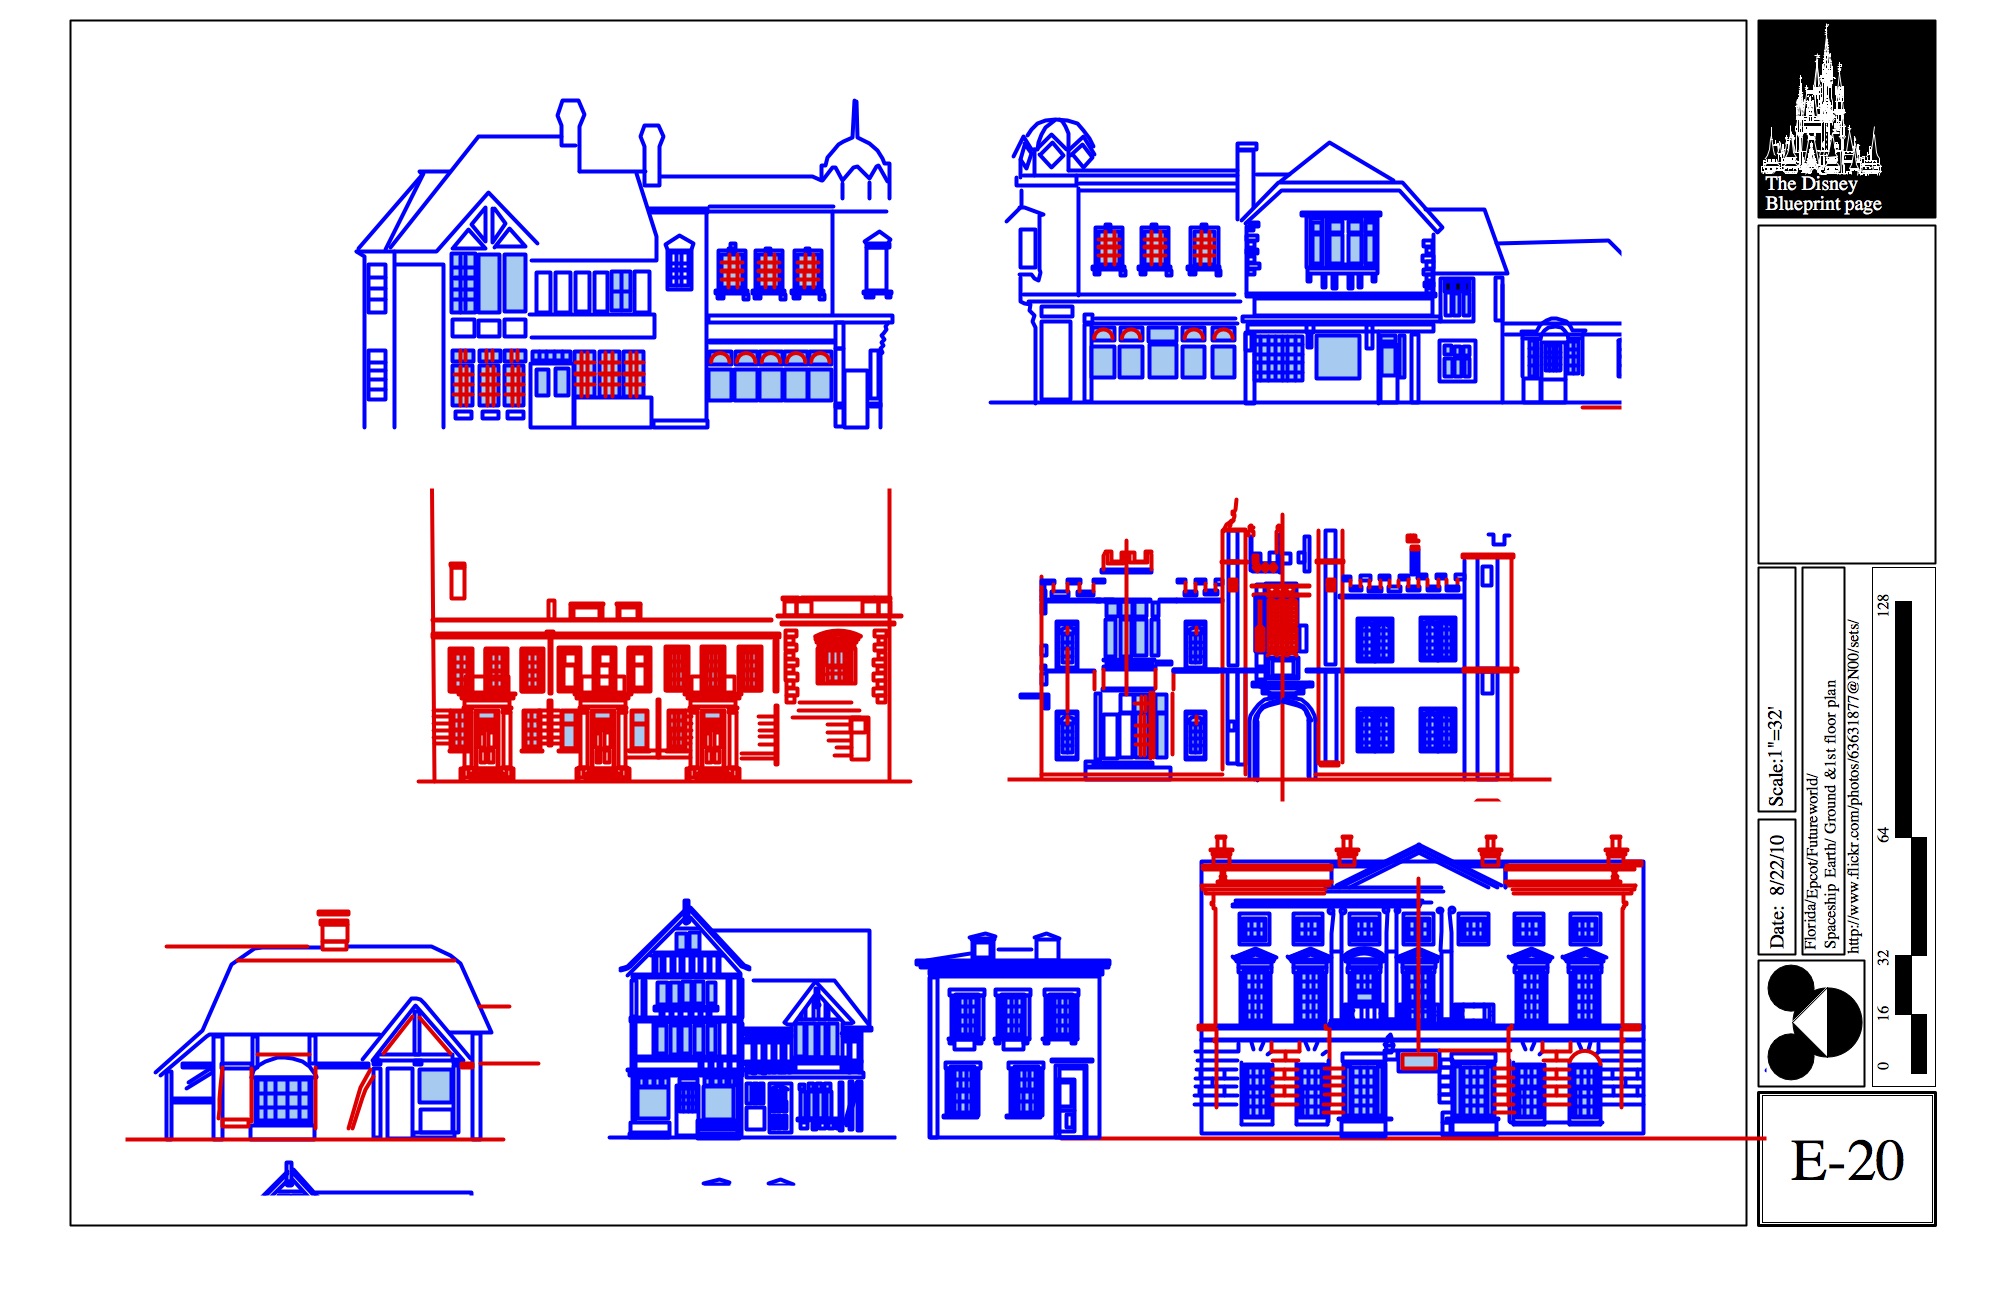 The Disney
Blueprint page
Scale:1"=32'
Date: 8/22/10
Florida/Epcot/Futureworld/
Spaceship Earth/ Ground &1st floor plan
http://www.flickr.com/photos/63631877@N00/sets/
128
64
32
16
0
E-20